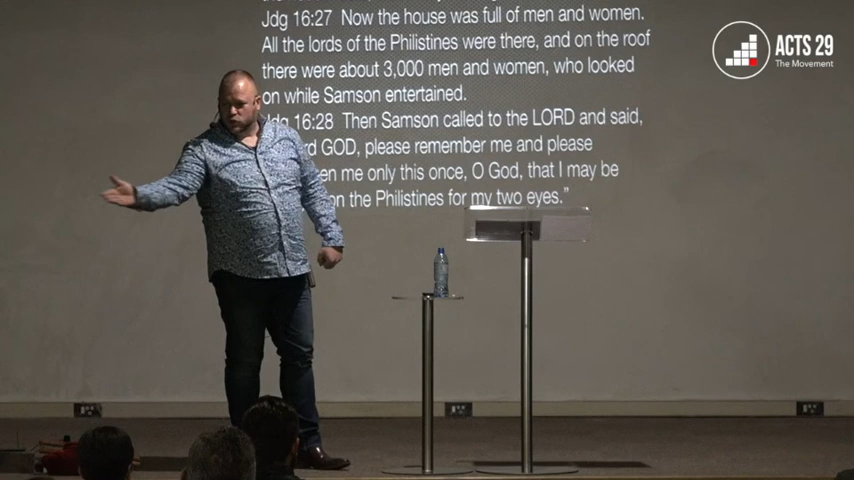 Jdg 16:27 Now the house was full of men and women.
All the lords of the Philistines were there, and on the roof
there were about 3,000 men and women, who looked
on while Samson entertained.
Jdg 16:28 Then Samson called to the LORD and said,
GOD, please remember me and please
me only this once, O God, that I may be
on the Philistines for my two eyes.”
ACTS 29
The Movement